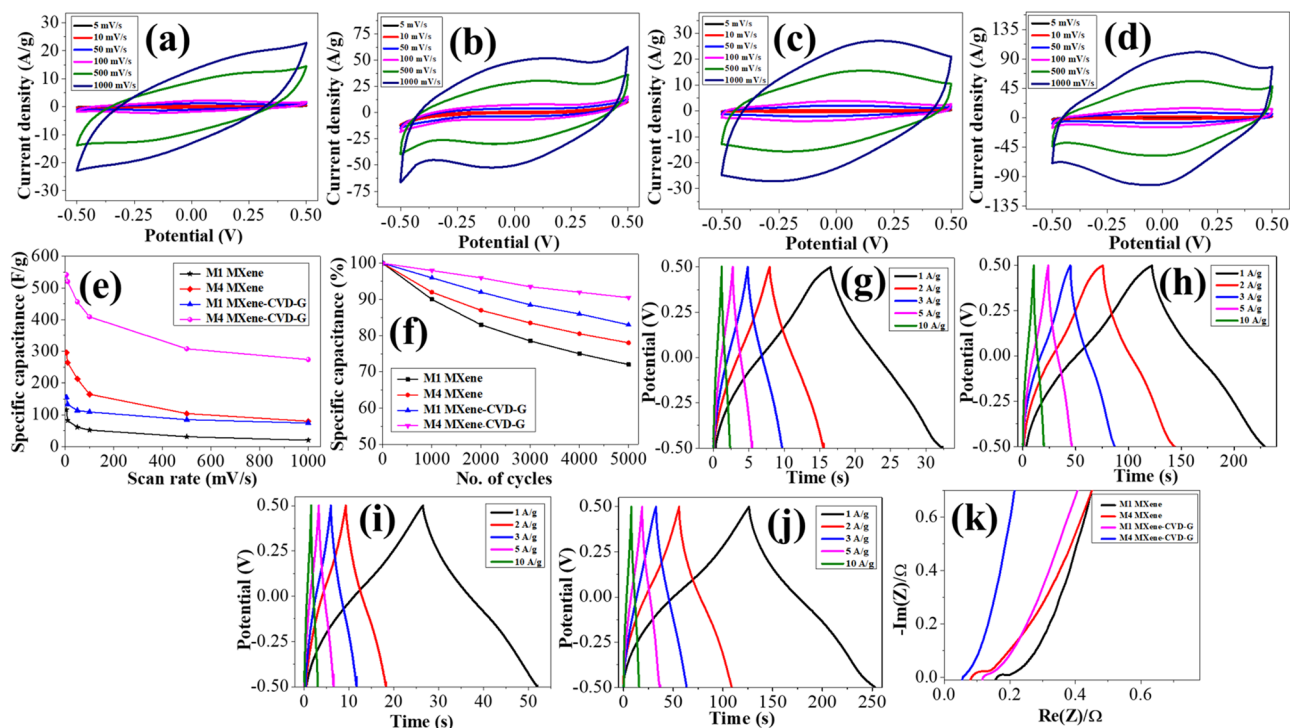 (a)
5 mV/s
10 mV/s
50 mV/s
100 mV/s
500 mV/s
1000 mV/s
Current density (A/g)
30
20
10
0
-10
-20
-30
-0.50 -0.25 0.00 0.25 0.50
Potential (V)
(b)
5 mV/s
10 mV/s
50 mV/s
100 mV/s
500 mV/s
1000 mV/s
Current density (A/g)
75
50
25
0
-25
-50
-75
-0.50 -0.25 0.00 0.25 0.50
Potential (V)
(c)
5 mV/s
10 mV/s
50 mV/s
100 mV/s
500 mV/s
1000 mV/s
Current density (A/g)
30
20
10
0
-10
-20
-30
-0.50 -0.25 0.00 0.25 0.50
Potential (V)
(d)
5 mV/s
10 mV/s
50 mV/s
100 mV/s
500 mV/s
1000 mV/s
Current density (A/g)
135
90
45
0
-45
-90
-135
-0.50 -0.25 0.00 0.25 0.50
Potential (V)
(e)
M1 MXene
M4 MXene
M1 MXene-CVD-G
M4 MXene-CVD-G
Specific capacitance (F/g)
600
500
400
300
200
100
0
0 200 400 600 800 1000
Scan rate (mV/s)
(f)
M1 MXene
M4 MXene
M1 MXene-CVD-G
M4 MXene-CVD-G
Specific capacitance (%)
100
90
80
70
60
50
0 1000 2000 3000 4000 5000
No. of cycles
(g)
1 A/g
2 A/g
3 A/g
5 A/g
10 A/g
Potential (V)
0.50
0.25
0.00
-0.25
-0.50
0 5 10 15 20 25 30
Time (s)
(h)
1 A/g
2 A/g
3 A/g
5 A/g
10 A/g
Potential (V)
0.50
0.25
0.00
-0.25
-0.50
0 50 100 150 200
Time (s)
(i)
1 A/g
2 A/g
3 A/g
5 A/g
10 A/g
Potential (V)
0.50
0.25
0.00
-0.25
-0.50
0 10 20 30 40 50
Time (s)
(j)
1 A/g
2 A/g
3 A/g
5 A/g
10 A/g
Potential (V)
0.50
0.25
0.00
-0.25
-0.50
0 50 100 150 200 250
Time (s)
(k)
M1 MXene
M4 MXene
M1 MXene-CVD-G
M4 MXene-CVD-G
-Im(Z)/Ω
0.6
0.4
0.2
0.0
0.0 0.2 0.4 0.6
Re(Z)/Ω